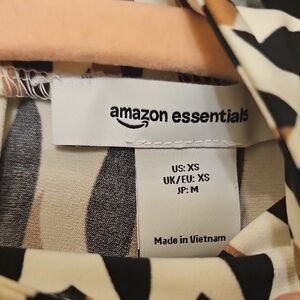 amazon essentials
US: XS
UK/EU: XS
JP: M
Made in Vietnam